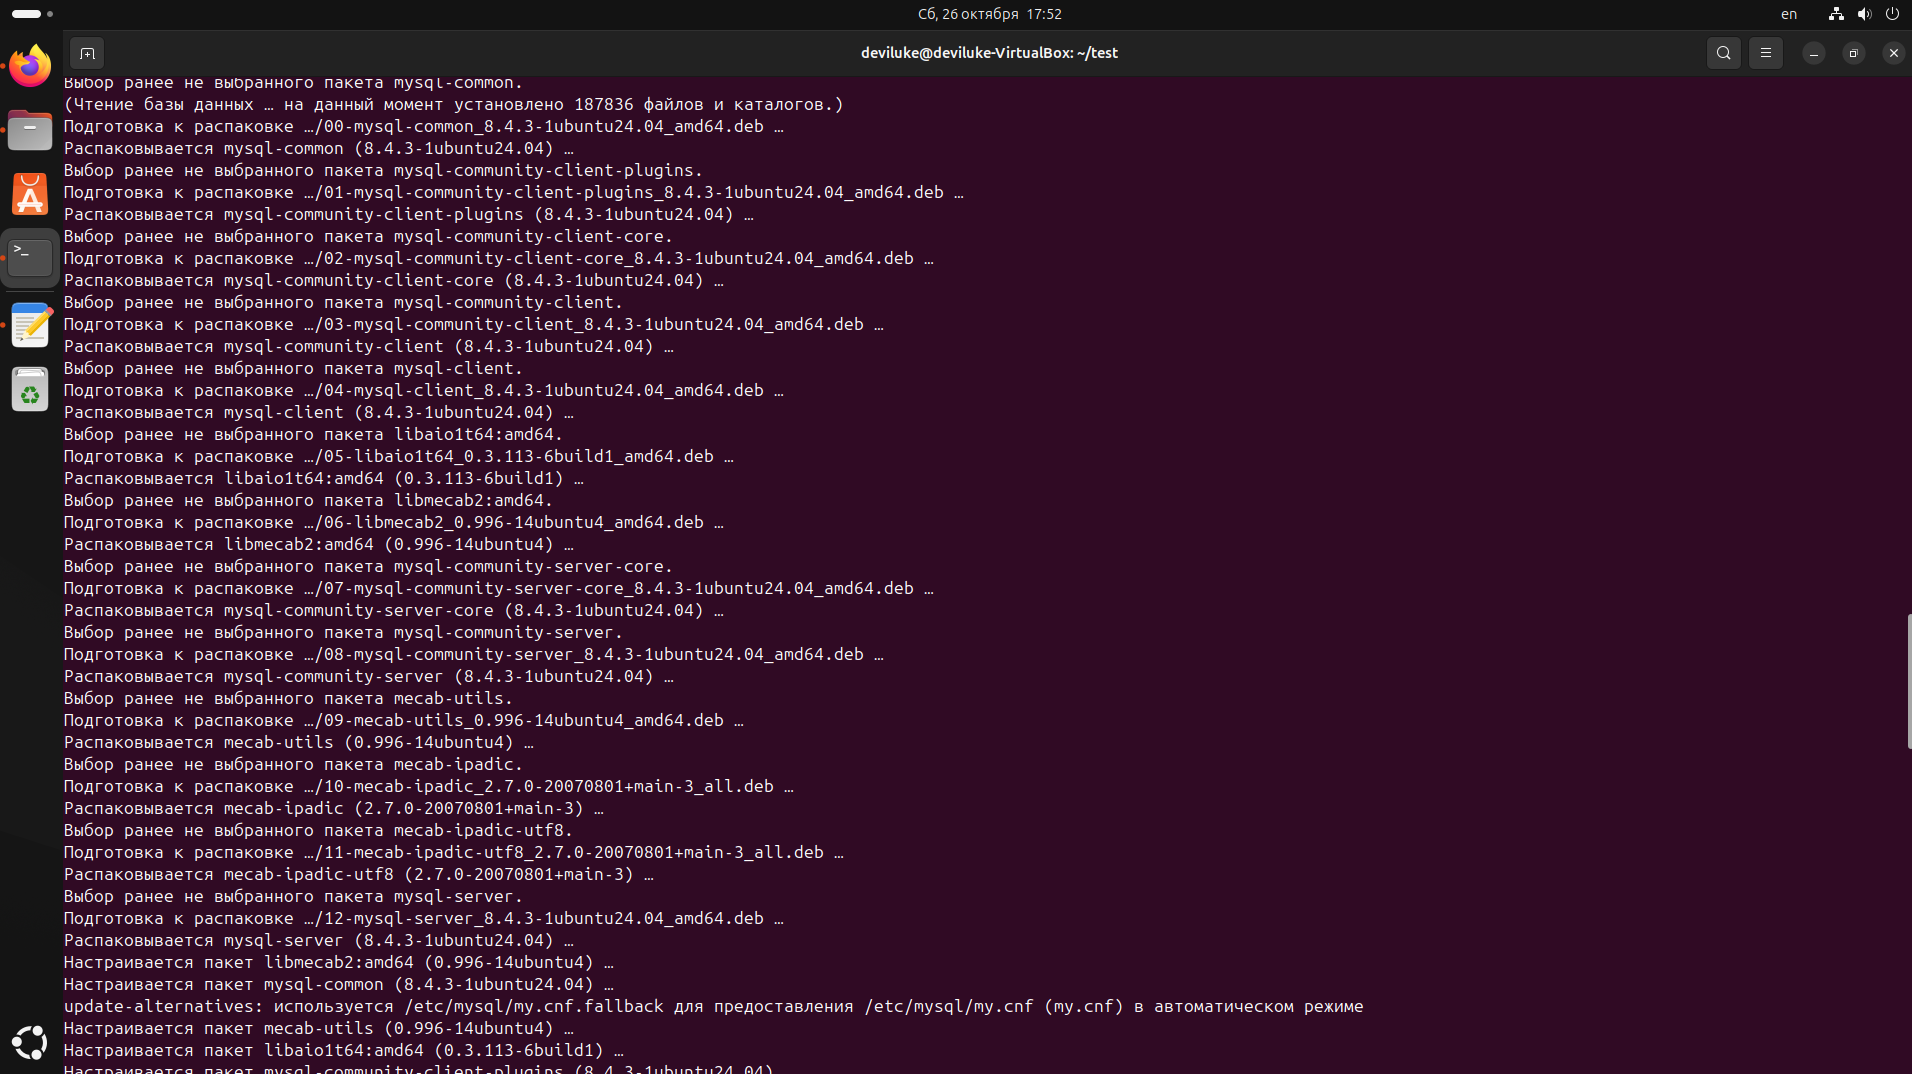 Сб, 26 октября 17:52
en
deviluke@deviluke-VirtualBox: ~/test
Выбор ранее не выбранного пакета mysql-common.
(Чтение базы данных … на данный момент установлено 187836 файлов и каталогов.)
Подготовка к распаковке …/00-mysql-common_8.4.3-1ubuntu24.04_amd64.deb …
Распаковывается mysql-common (8.4.3-1ubuntu24.04) …
Выбор ранее не выбранного пакета mysql-community-client-plugins.
Подготовка к распаковке …/01-mysql-community-client-plugins_8.4.3-1ubuntu24.04_amd64.deb …
Распаковывается mysql-community-client-plugins (8.4.3-1ubuntu24.04) …
Выбор ранее не выбранного пакета mysql-community-client-core.
Подготовка к распаковке …/02-mysql-community-client-core_8.4.3-1ubuntu24.04_amd64.deb …
Распаковывается mysql-community-client-core (8.4.3-1ubuntu24.04) …
Выбор ранее не выбранного пакета mysql-community-client.
Подготовка к распаковке …/03-mysql-community-client_8.4.3-1ubuntu24.04_amd64.deb …
Распаковывается mysql-community-client (8.4.3-1ubuntu24.04) …
Выбор ранее не выбранного пакета mysql-client.
Подготовка к распаковке …/04-mysql-client_8.4.3-1ubuntu24.04_amd64.deb …
Распаковывается mysql-client (8.4.3-1ubuntu24.04) …
Выбор ранее не выбранного пакета libaio1t64:amd64.
Подготовка к распаковке …/05-libaio1t64_0.3.113-6build1_amd64.deb …
Распаковывается libaio1t64:amd64 (0.3.113-6build1) …
Выбор ранее не выбранного пакета libmecab2:amd64.
Подготовка к распаковке …/06-libmecab2_0.996-14ubuntu4_amd64.deb …
Распаковывается libmecab2:amd64 (0.996-14ubuntu4) …
Выбор ранее не выбранного пакета mysql-community-server-core.
Подготовка к распаковке …/07-mysql-community-server-core_8.4.3-1ubuntu24.04_amd64.deb …
Распаковывается mysql-community-server-core (8.4.3-1ubuntu24.04) …
Выбор ранее не выбранного пакета mysql-community-server.
Подготовка к распаковке …/08-mysql-community-server_8.4.3-1ubuntu24.04_amd64.deb …
Распаковывается mysql-community-server (8.4.3-1ubuntu24.04) …
Выбор ранее не выбранного пакета mecab-utils.
Подготовка к распаковке …/09-mecab-utils_0.996-14ubuntu4_amd64.deb …
Распаковывается mecab-utils (0.996-14ubuntu4) …
Выбор ранее не выбранного пакета mecab-ipadic.
Подготовка к распаковке …/10-mecab-ipadic_2.7.0-20070801+main-3_all.deb …
Распаковывается mecab-ipadic (2.7.0-20070801+main-3) …
Выбор ранее не выбранного пакета mecab-ipadic-utf8.
Подготовка к распаковке …/11-mecab-ipadic-utf8_2.7.0-20070801+main-3_all.deb …
Распаковывается mecab-ipadic-utf8 (2.7.0-20070801+main-3) …
Выбор ранее не выбранного пакета mysql-server.
Подготовка к распаковке …/12-mysql-server_8.4.3-1ubuntu24.04_amd64.deb …
Распаковывается mysql-server (8.4.3-1ubuntu24.04) …
Настраивается пакет libmecab2:amd64 (0.996-14ubuntu4) …
Настраивается пакет mysql-common (8.4.3-1ubuntu24.04) …
update-alternatives: используется /etc/mysql/my.cnf.fallback для предоставления /etc/mysql/my.cnf (my.cnf) в автоматическом режиме
Настраивается пакет mecab-utils (0.996-14ubuntu4) …
Настраивается пакет libaio1t64:amd64 (0.3.113-6build1) …
Настраивается пакет mysql-community-client-plugins (8.4.3-1ubuntu24.04)